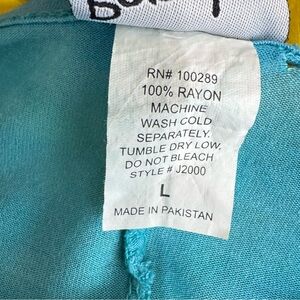 RN# 100289
100% RAYON
MACHINE
WASH COLD
SEPARATELY.
TUMBLE DRY LOW.
DO NOT BLEACH
STYLE # J2000
L
MADE IN PAKISTAN